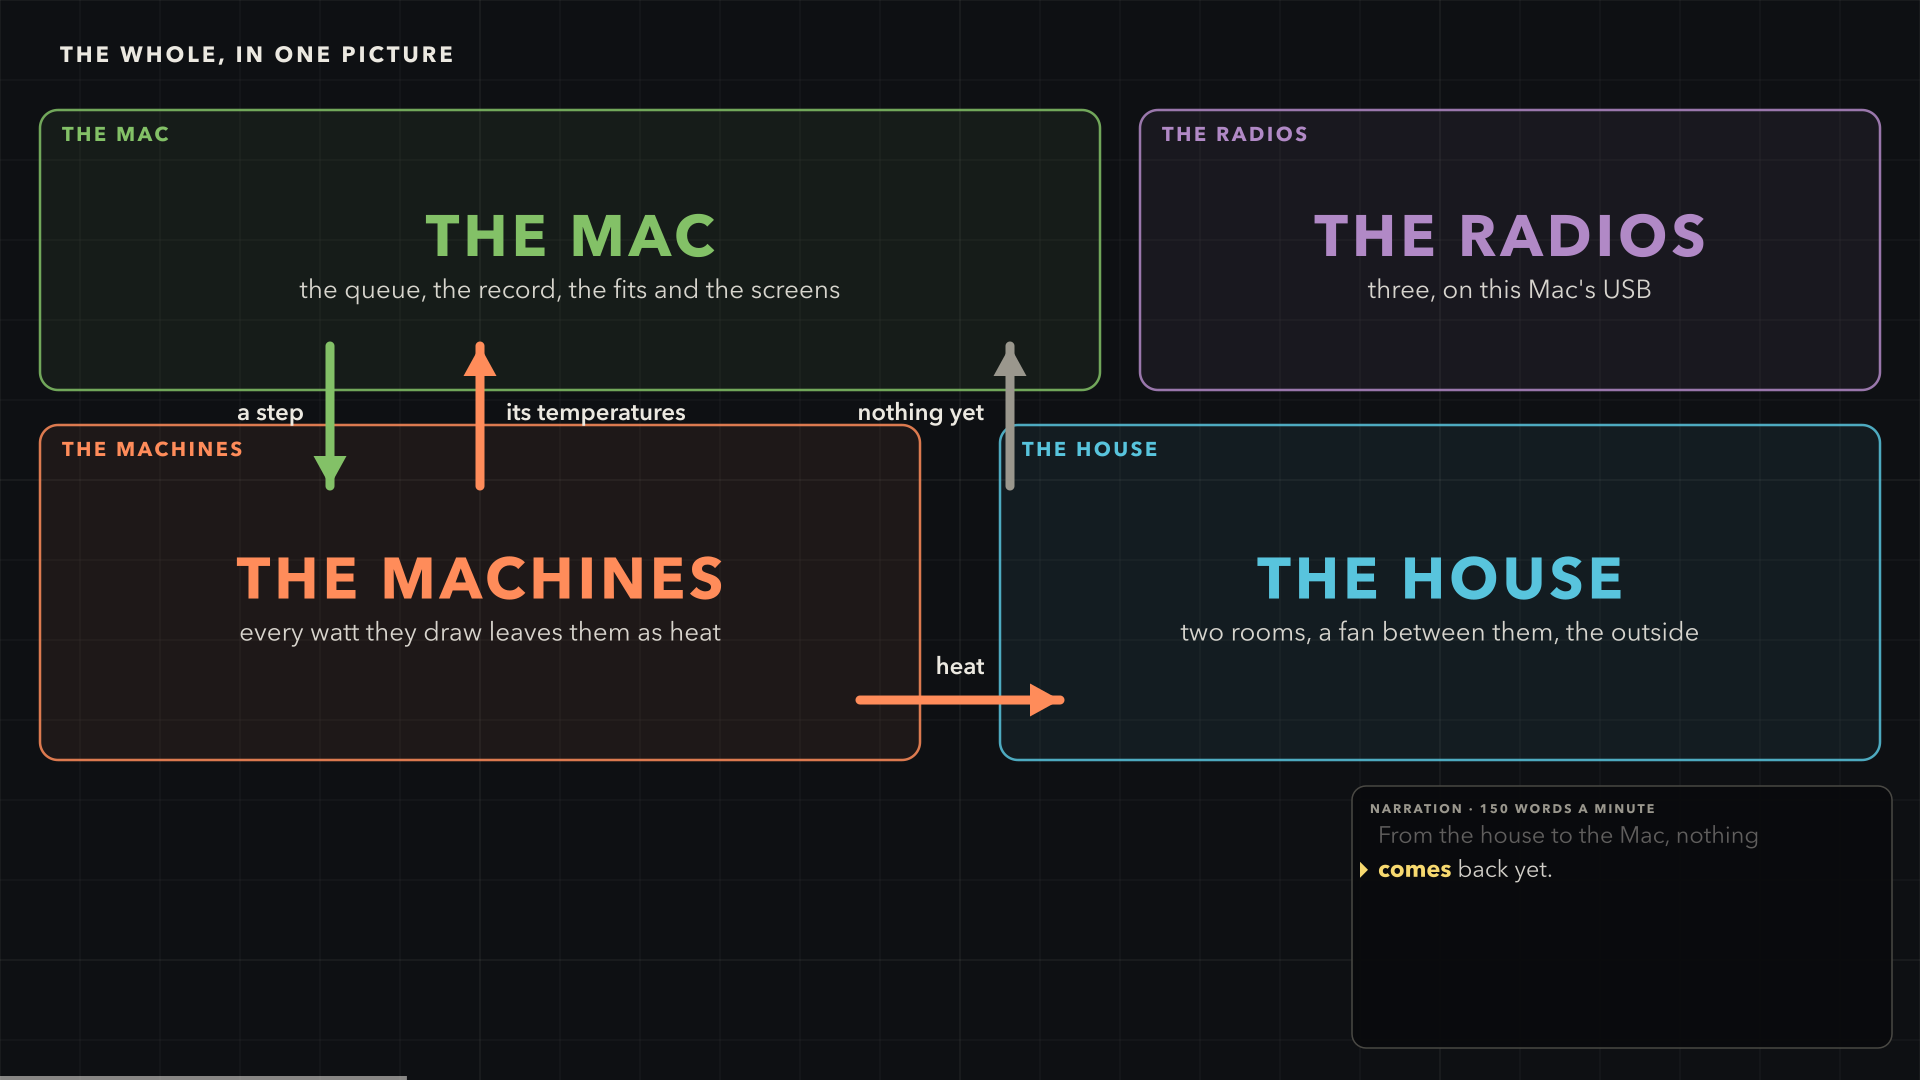 THE WHOLE, IN ONE PICTURE
THE MAC
THE MAC
the queue, the record, the fits and the screens
THE RADIOS
THE RADIOS
three, on this Mac's USB
a step
its temperatures
nothing yet
THE MACHINES
THE MACHINES
every watt they draw leaves them as heat
heat
THE HOUSE
THE HOUSE
two rooms, a fan between them, the outside
NARRATION · 150 WORDS A MINUTE
From the house to the Mac, nothing
comes back yet.